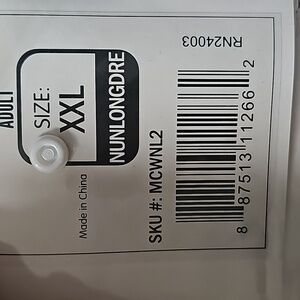 ADULT
SIZE:
XXL
NUNLONGDRE
Made in China
SKU #: MCWNL2
8 87513 11266 2
RN24003